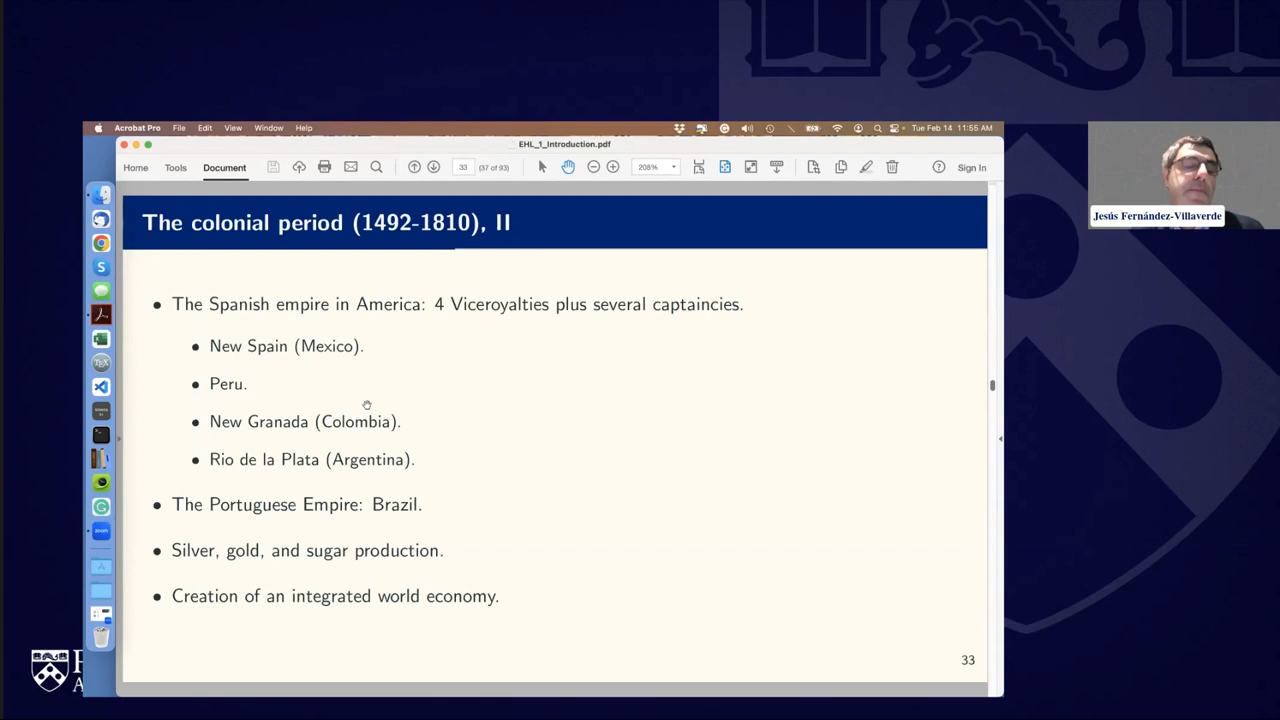 Acrobat Pro File Edit View Window Help Tue Feb 14 11:55 AM
EHL_1_Introduction.pdf
Home Tools Document 33 (37 of 93) 208% Sign In
The colonial period (1492-1810), II
• The Spanish empire in America: 4 Viceroyalties plus several captaincies.
• New Spain (Mexico).
• Peru.
• New Granada (Colombia).
• Rio de la Plata (Argentina).
• The Portuguese Empire: Brazil.
• Silver, gold, and sugar production.
• Creation of an integrated world economy.
33
Jesús Fernández-Villaverde